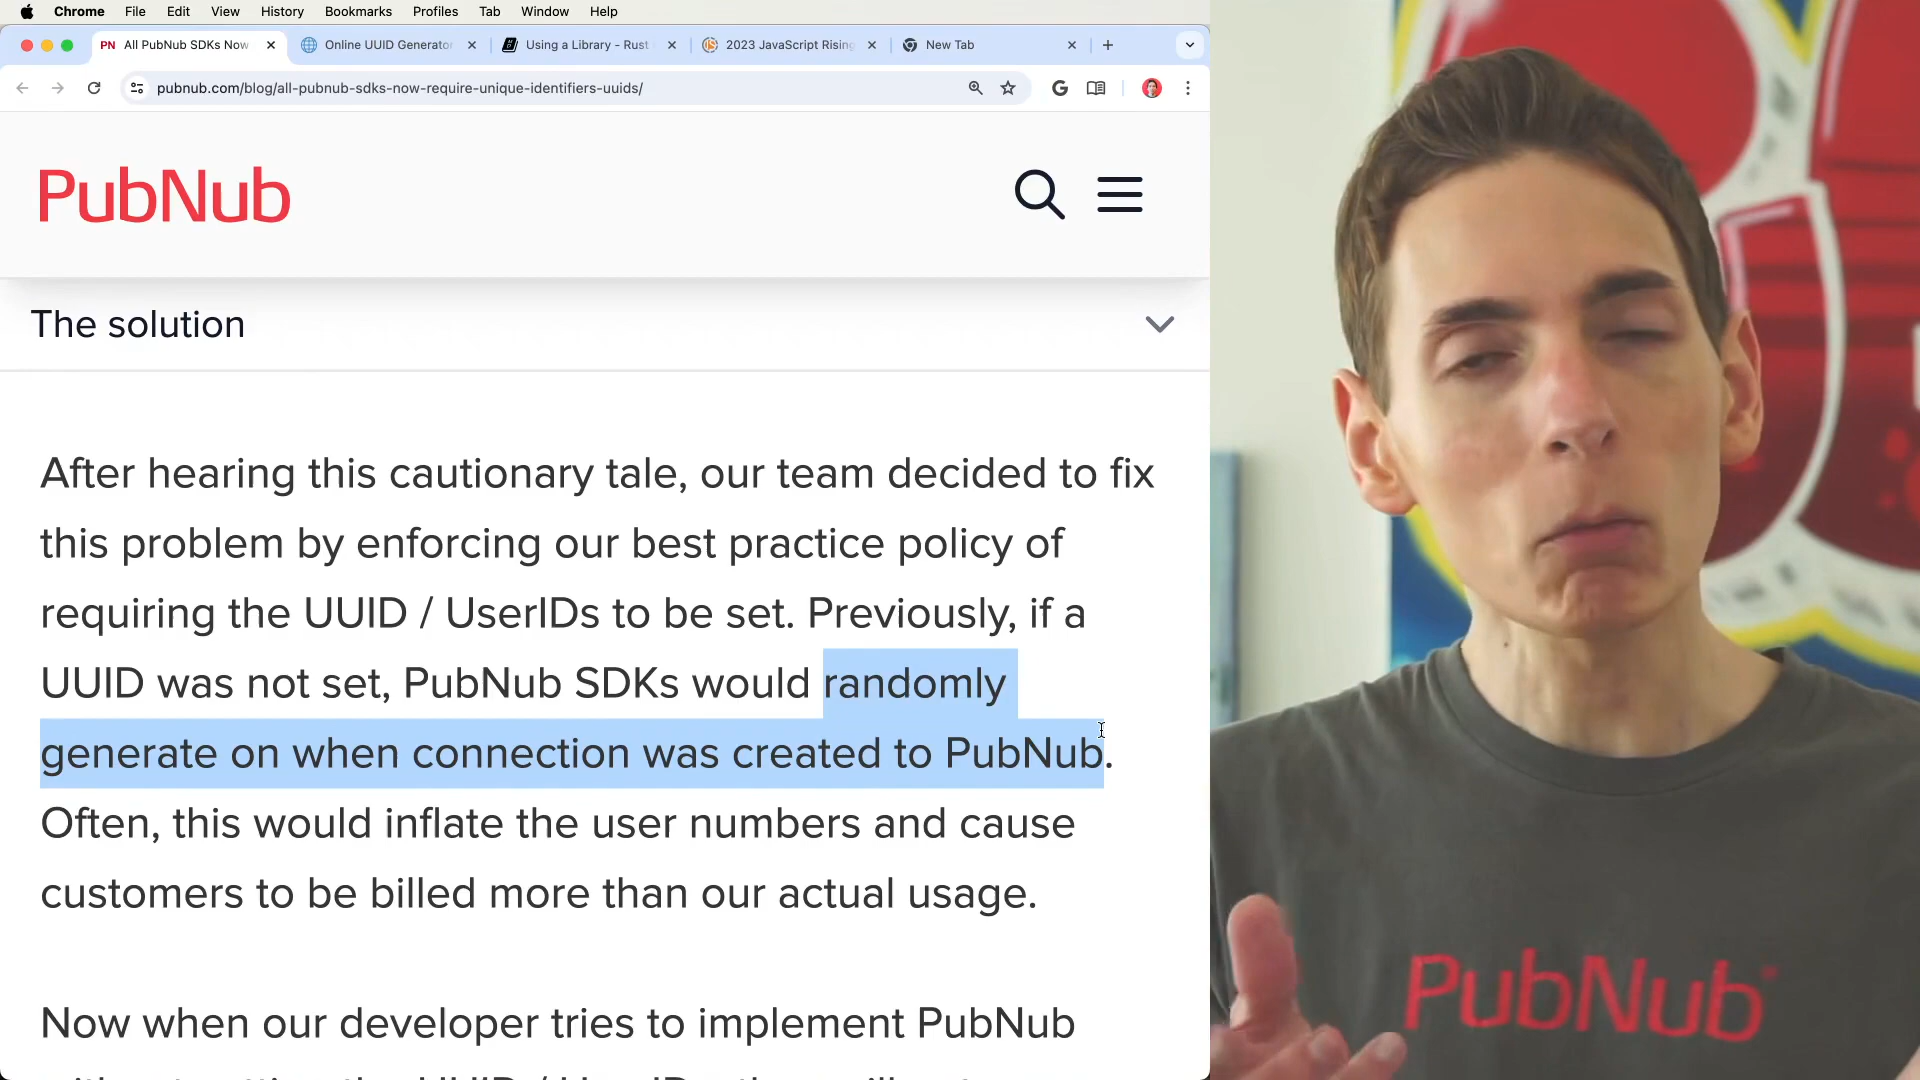 Chrome File Edit View History Bookmarks Profiles Tab Window Help
PN All PubNub SDKs Now
Online UUID Generator
Using a Library - Rust
2023 JavaScript Rising
New Tab
pubnub.com/blog/all-pubnub-sdks-now-require-unique-identifiers-uuids/
PubNub
The solution
After hearing this cautionary tale, our team decided to fix
this problem by enforcing our best practice policy of
requiring the UUID / UserIDs to be set. Previously, if a
UUID was not set, PubNub SDKs would randomly
generate on when connection was created to PubNub.
Often, this would inflate the user numbers and cause
customers to be billed more than our actual usage.
Now when our developer tries to implement PubNub
PubNub